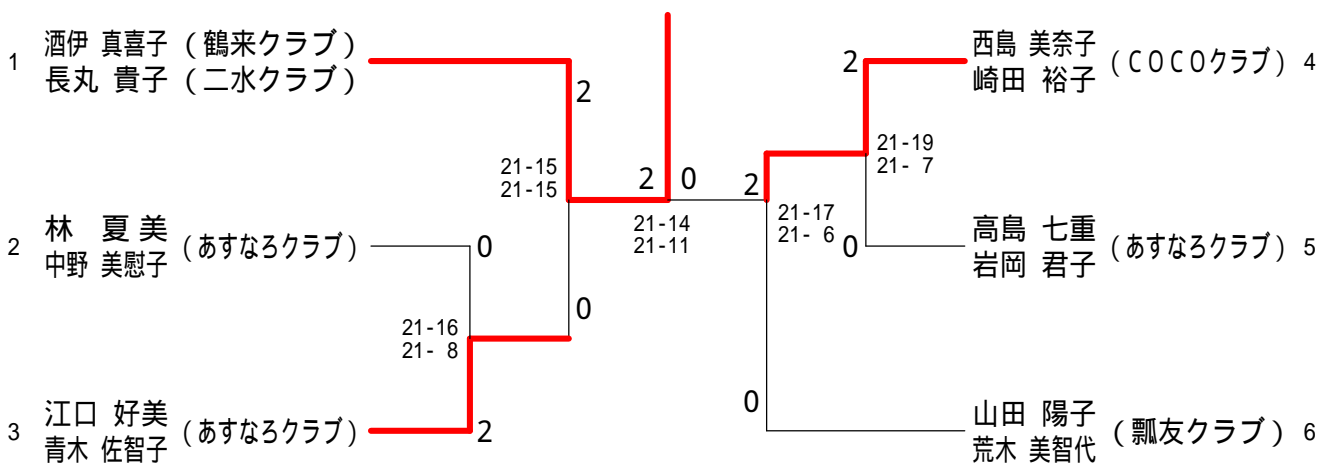 1 酒伊 真喜子 (鶴来クラブ)
長丸 貴子 (二水クラブ)
2
21-15
21-15
2 林 夏美
中野 美慰子 (あすなろクラブ)
0
0
21-16
21- 8
3 江口 好美
青木 佐智子 (あすなろクラブ)
2
2 0
21-14
21-11
2
西島 美奈子
崎田 裕子 (COCOクラブ) 4
21-19
21- 7
2
21-17
21- 6
0
高島 七重
岩岡 君子 (あすなろクラブ) 5
0
山田 陽子
荒木 美智代 (瓢友クラブ) 6